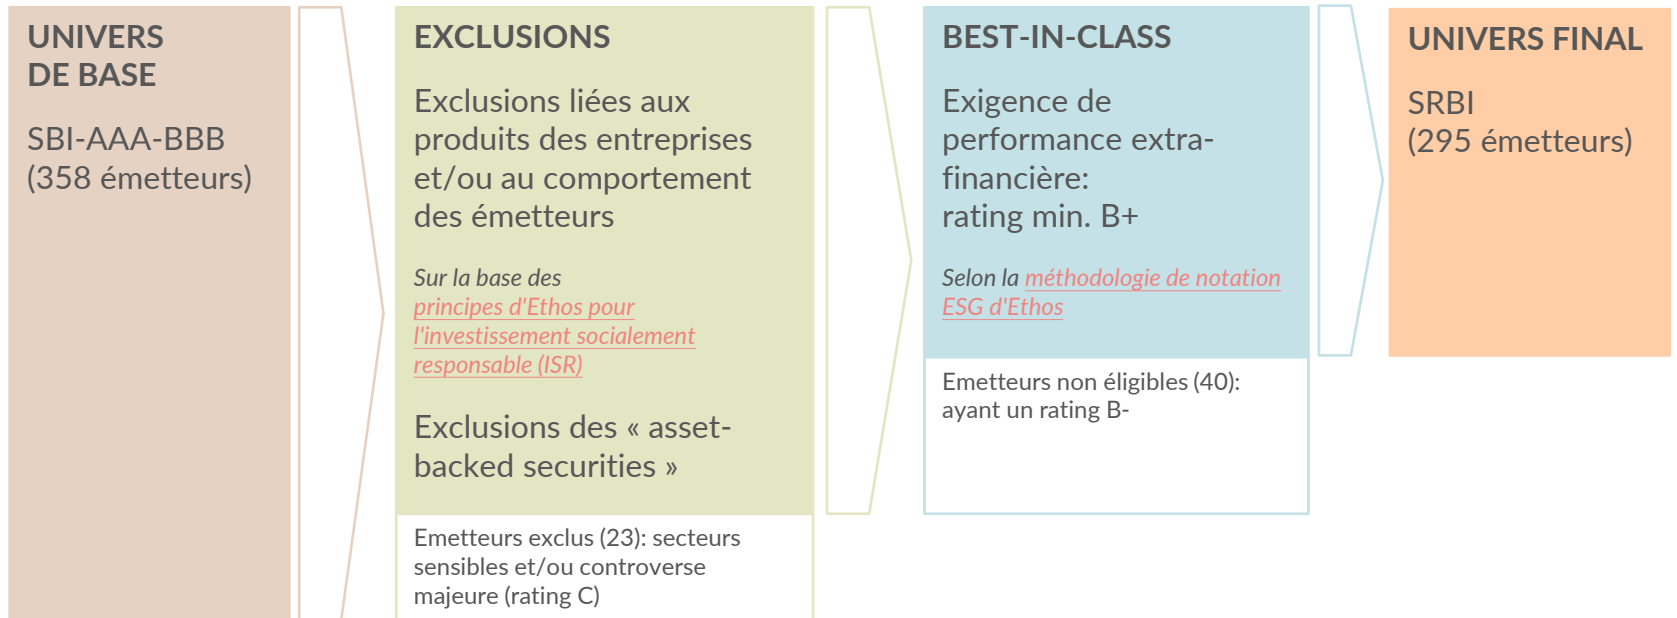 UNIVERS
DE BASE
SBI-AAA-BBB
(358 émetteurs)
EXCLUSIONS
Exclusions liées aux
produits des entreprises
et/ou au comportement
des émetteurs
Sur la base des
principes d'Ethos pour
l'investissement socialement
responsable (ISR)
Exclusions des « asset-
backed securities »
Emetteurs exclus (23): secteurs
sensibles et/ou controverse
majeure (rating C)
BEST-IN-CLASS
Exigence de
performance extra-
financière:
rating min. B+
Selon la méthodologie de notation
ESG d'Ethos
Emetteurs non éligibles (40):
ayant un rating B-
UNIVERS FINAL
SRBI
(295 émetteurs)